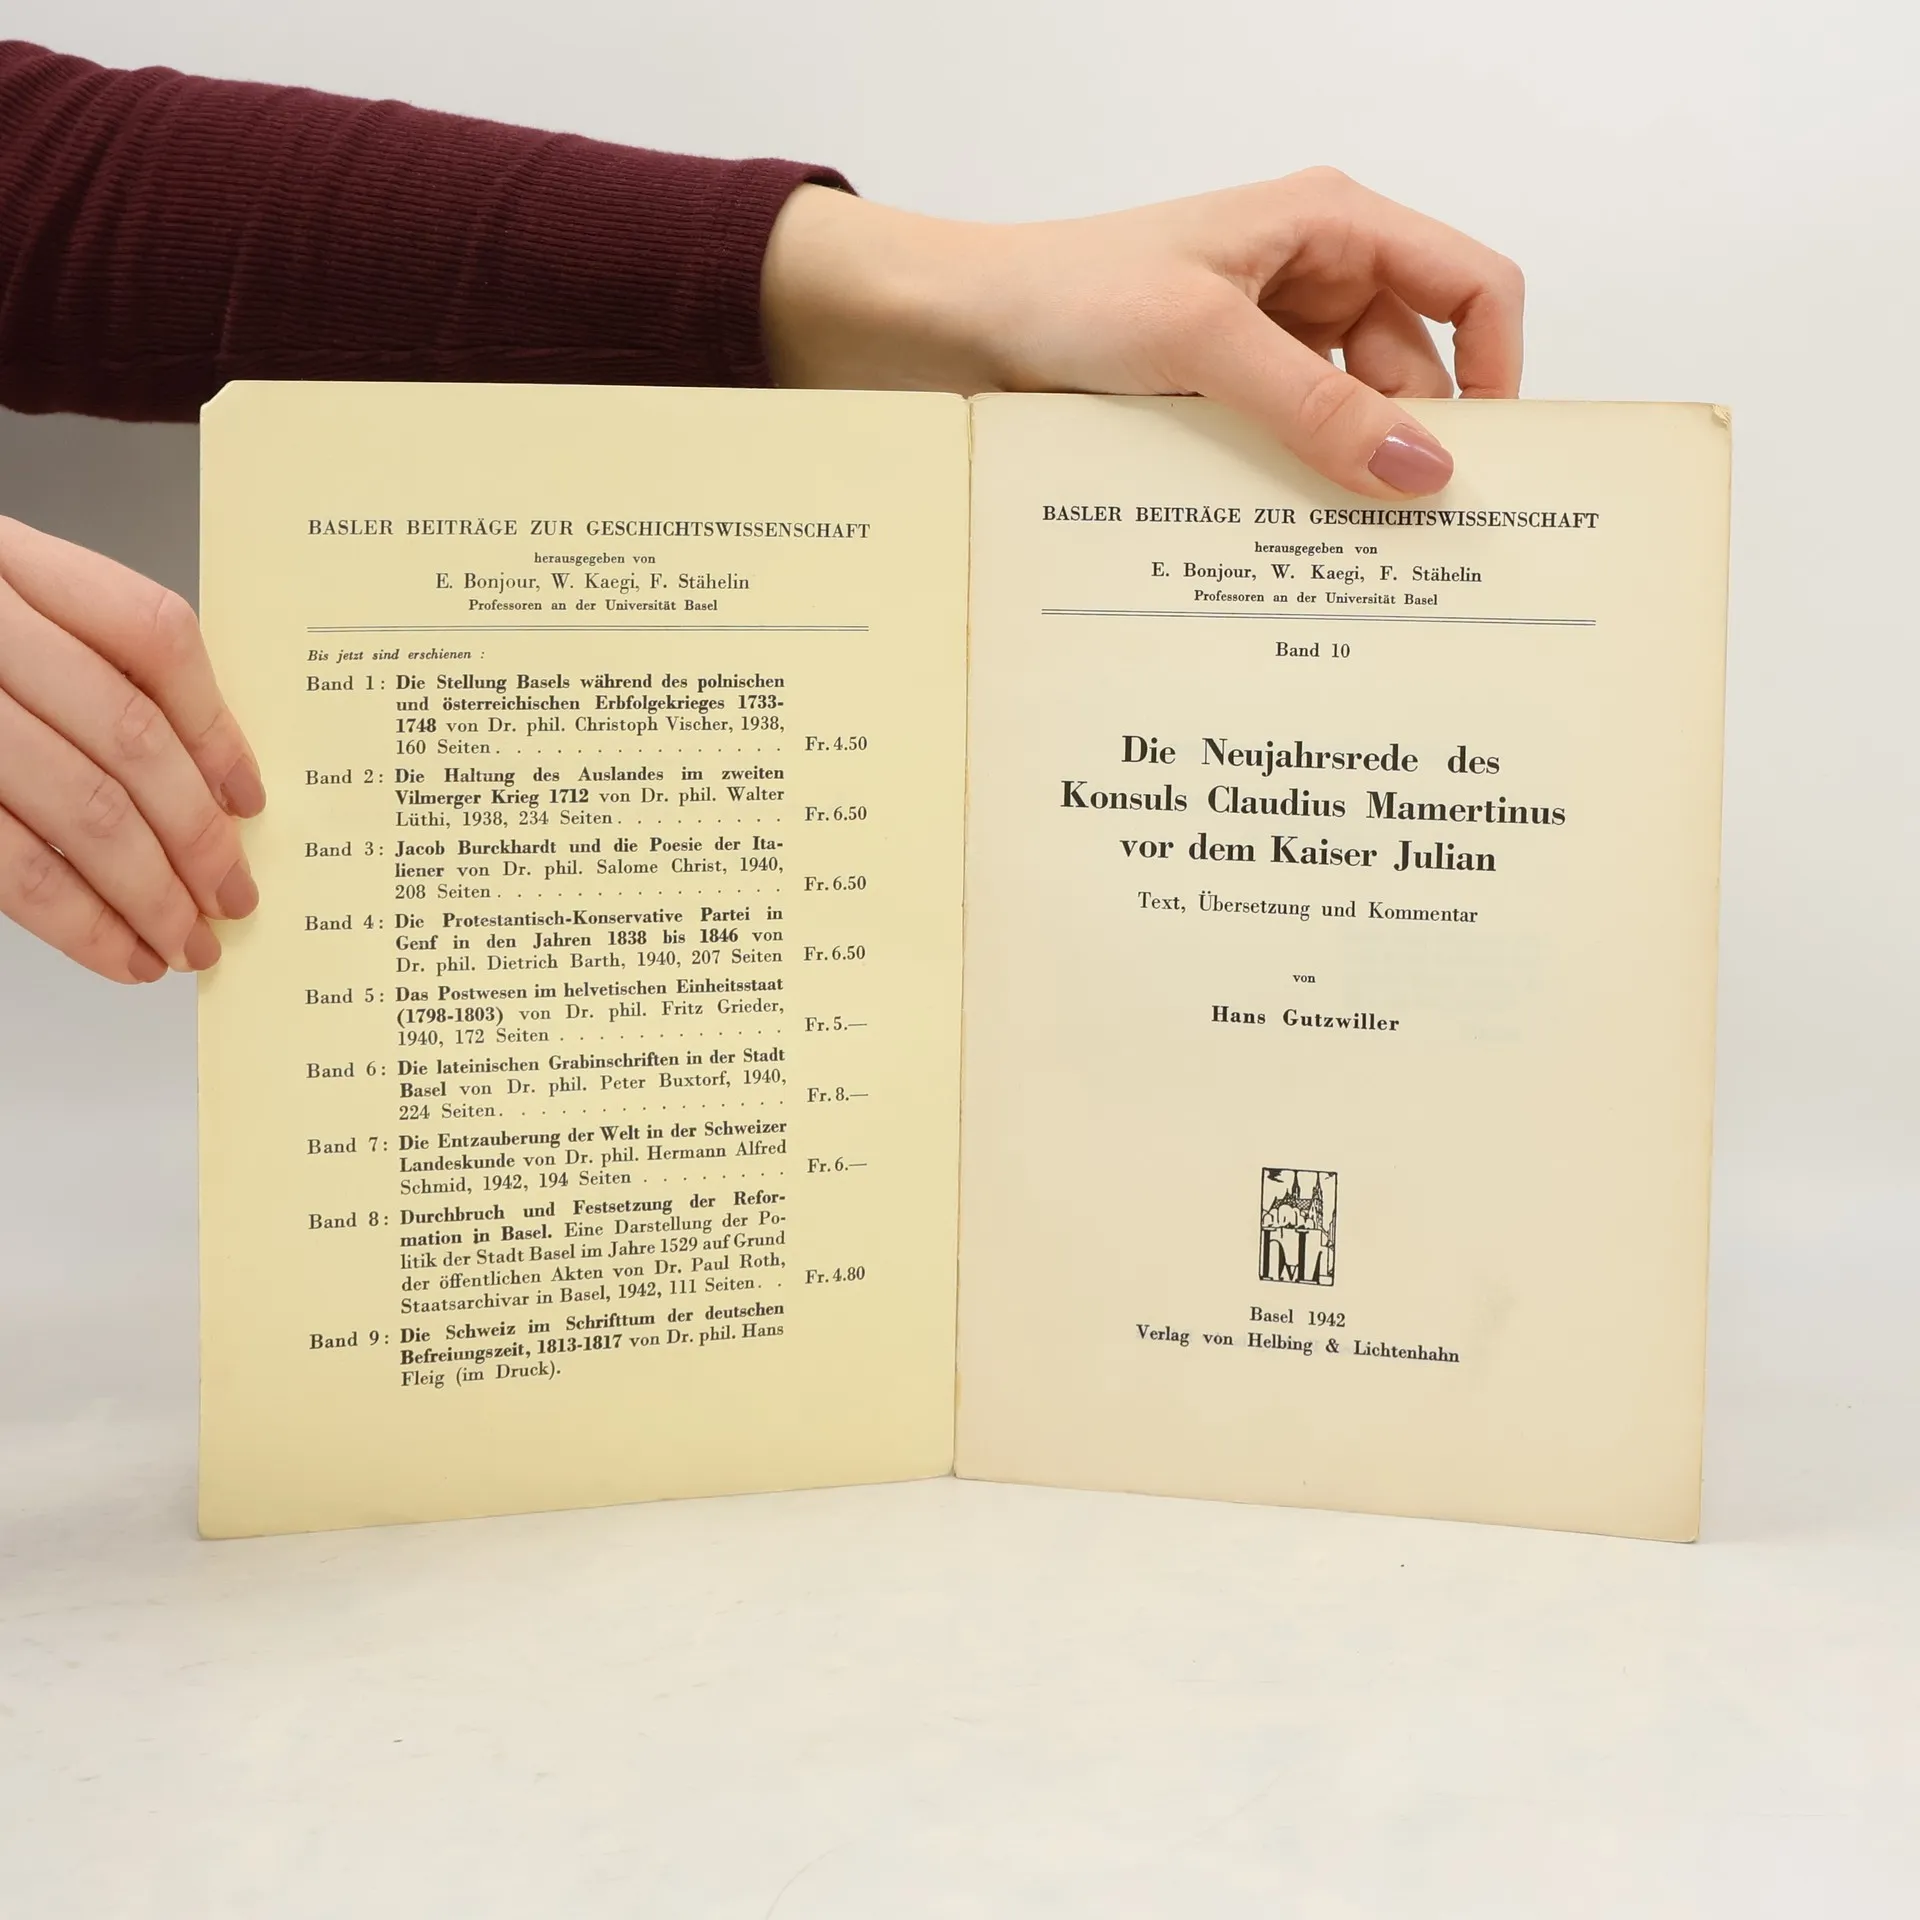 BASLER BEITRÄGE ZUR GESCHICHTSWISSENSCHAFT
herausgegeben von
E. Bonjour, W. Kaegi, F. Stähelin
Professoren an der Universität Basel
Bis jetzt sind erschienen :
Band 1: Die Stellung Basels während des polnischen
und österreichischen Erbfolgekrieges 1733-
1748 von Dr. phil. Christoph Vischer, 1938,
160 Seiten . . . . . . . . . . . . . . Fr. 4.50
Band 2: Die Haltung des Auslandes im zweiten
Vilmerger Krieg 1712 von Dr. phil. Walter
Lüthi, 1938, 234 Seiten . . . . . . . . . Fr. 6.50
Band 3: Jacob Burckhardt und die Poesie der Ita-
liener von Dr. phil. Salome Christ, 1940,
208 Seiten . . . . . . . . . . . . . . Fr. 6.50
Band 4: Die Protestantisch-Konservative Partei in
Genf in den Jahren 1838 bis 1846 von
Dr. phil. Dietrich Barth, 1940, 207 Seiten Fr. 6.50
Band 5: Das Postwesen im helvetischen Einheitsstaat
(1798-1803) von Dr. phil. Fritz Grieder,
1940, 172 Seiten . . . . . . . . . . . Fr. 5.—
Band 6: Die lateinischen Grabinschriften in der Stadt
Basel von Dr. phil. Peter Buxtorf, 1940,
224 Seiten . . . . . . . . . . . . . . Fr. 8.—
Band 7: Die Entzauberung der Welt in der Schweizer
Landeskunde von Dr. phil. Hermann Alfred
Schmid, 1942, 194 Seiten . . . . . . . . Fr. 6.—
Band 8: Durchbruch und Festsetzung der Refor-
mation in Basel. Eine Darstellung der Po-
litik der Stadt Basel im Jahre 1529 auf Grund
der öffentlichen Akten von Dr. Paul Roth,
Staatsarchivar in Basel, 1942, 111 Seiten . . Fr. 4.80
Band 9: Die Schweiz im Schrifttum der deutschen
Befreiungszeit, 1813-1817 von Dr. phil. Hans
Fleig (im Druck).
BASLER BEITRÄGE ZUR GESCHICHTSWISSENSCHAFT
herausgegeben von
E. Bonjour, W. Kaegi, F. Stähelin
Professoren an der Universität Basel
Band 10
Die Neujahrsrede des
Konsuls Claudius Mamertinus
vor dem Kaiser Julian
Text, Übersetzung und Kommentar
von
Hans Gutzwiller
HvL
Basel 1942
Verlag von Helbing & Lichtenhahn